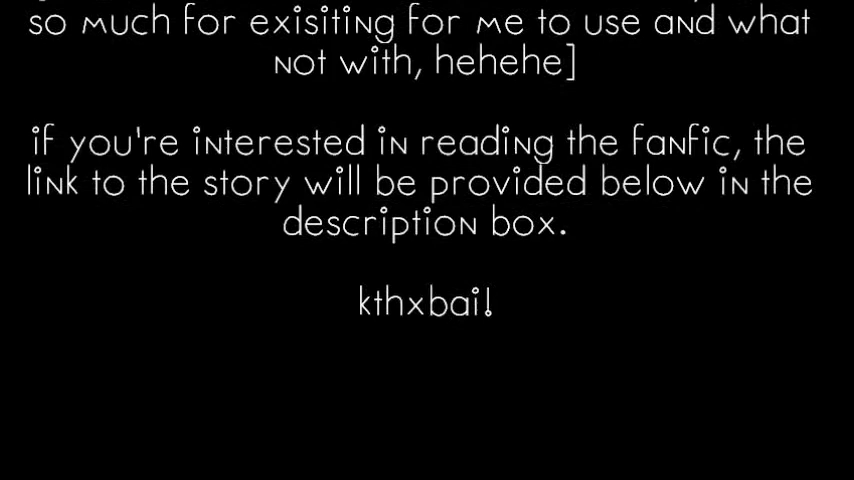 so much for exisiting for me to use and what
not with, hehehe]
if you're interested in reading the fanfic, the
link to the story will be provided below in the
description box.
kthxbai!